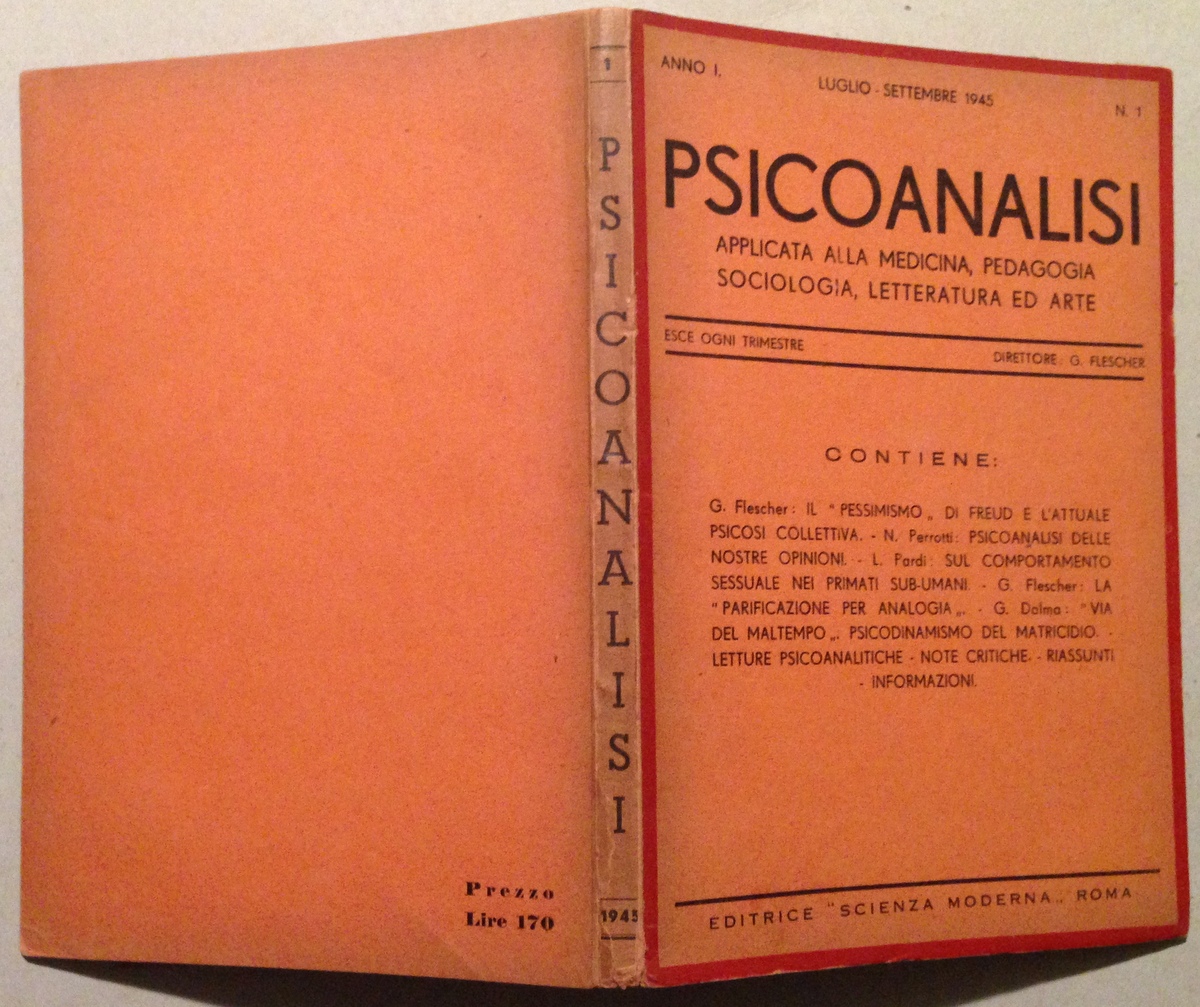 Prezzo
Lire 170
1
PSICOANALISI
1945
ANNO I.
LUGLIO - SETTEMBRE 1945
N. 1
PSICOANALISI
APPLICATA ALLA MEDICINA, PEDAGOGIA
SOCIOLOGIA, LETTERATURA ED ARTE
ESCE OGNI TRIMESTRE
DIRETTORE: G. FLESCHER
CONTIENE:
G. Flescher: IL "PESSIMISMO„ DI FREUD E L'ATTUALE
PSICOSI COLLETTIVA. - N. Perrotti: PSICOANALISI DELLE
NOSTRE OPINIONI. - L. Pardi: SUL COMPORTAMENTO
SESSUALE NEI PRIMATI SUB-UMANI. - G. Flescher: LA
"PARIFICAZIONE PER ANALOGIA„. - G. Dalma: "VIA
DEL MALTEMPO„. PSICODINAMISMO DEL MATRICIDIO. -
LETTURE PSICOANALITICHE - NOTE CRITICHE. - RIASSUNTI
- INFORMAZIONI.
EDITRICE "SCIENZA MODERNA„ ROMA